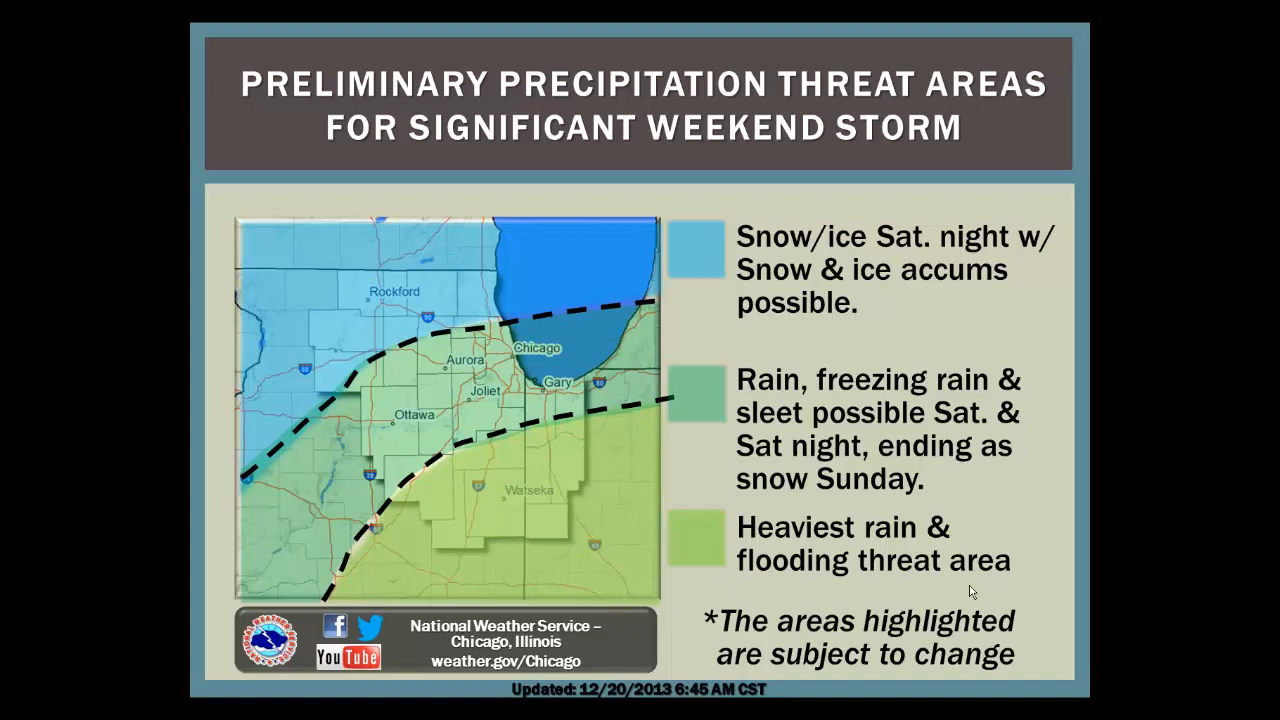 PRELIMINARY PRECIPITATION THREAT AREAS
FOR SIGNIFICANT WEEKEND STORM
Snow/ice Sat. night w/
Snow & ice accums
possible.
Rain, freezing rain &
sleet possible Sat. &
Sat night, ending as
snow Sunday.
Heaviest rain &
flooding threat area
*The areas highlighted
are subject to change
Rockford
Chicago
Aurora
Gary
Joliet
Ottawa
Watseka
National Weather Service –
Chicago, Illinois
weather.gov/Chicago
You Tube
Updated: 12/20/2013 6:45 AM CST